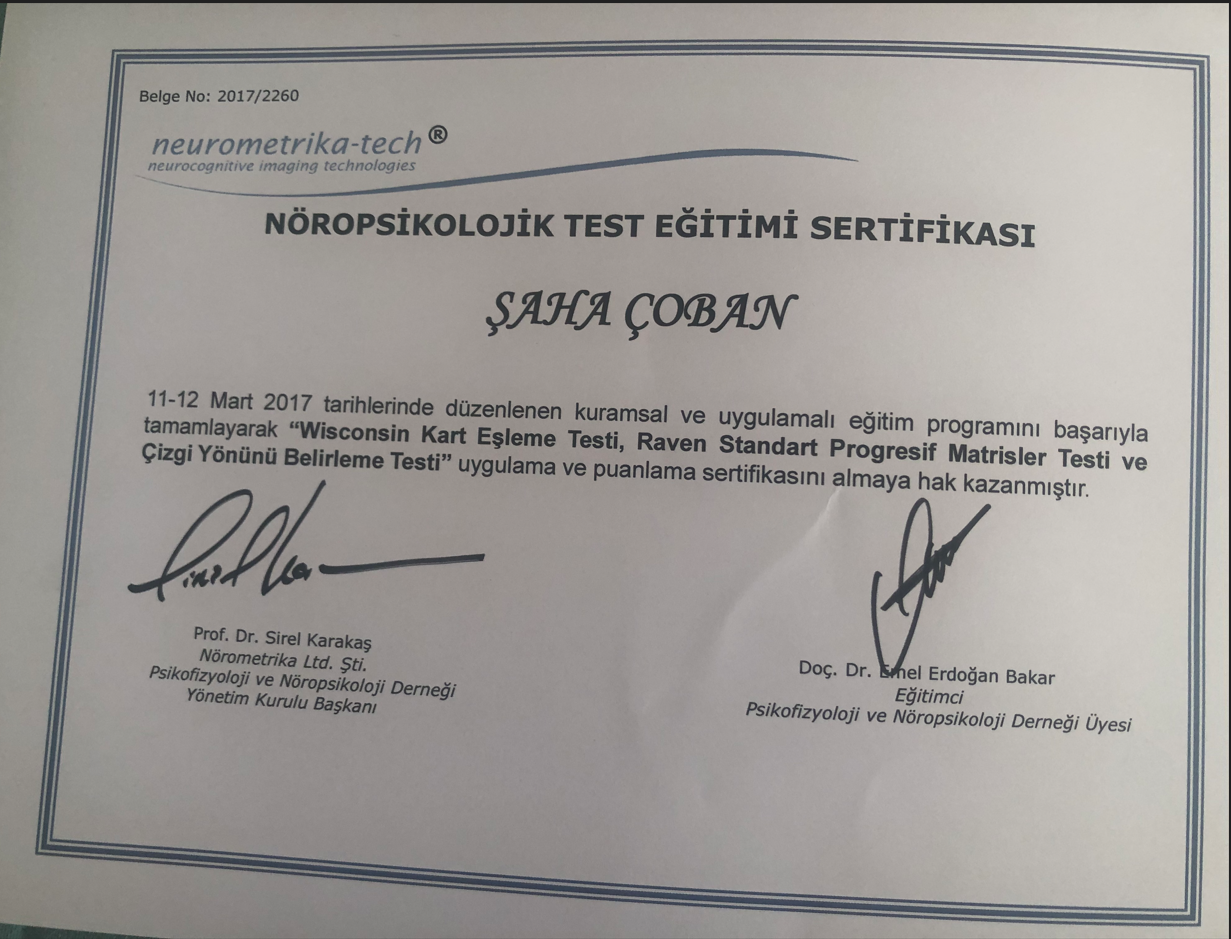 Belge No: 2017/2260
neurometrika-tech®
neurocognitive imaging technologies
NÖROPSİKOLOJİK TEST EĞİTİMİ SERTİFİKASI
ŞAHA ÇOBAN
11-12 Mart 2017 tarihlerinde düzenlenen kuramsal ve uygulamalı eğitim programını başarıyla
tamamlayarak “Wisconsin Kart Eşleme Testi, Raven Standart Progresif Matrisler Testi ve
Çizgi Yönünü Belirleme Testi” uygulama ve puanlama sertifikasını almaya hak kazanmıştır.
Prof. Dr. Sirel Karakaş
Nörometrika Ltd. Şti.
Psikofizyoloji ve Nöropsikoloji Derneği
Yönetim Kurulu Başkanı
Doç. Dr. Emel Erdoğan Bakar
Eğitimci
Psikofizyoloji ve Nöropsikoloji Derneği Üyesi